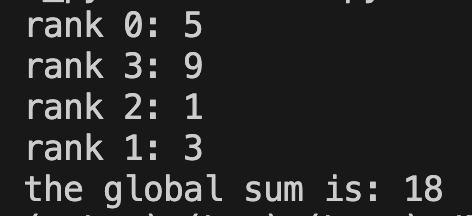 rank 0: 5
rank 3: 9
rank 2: 1
rank 1: 3
the global sum is: 18